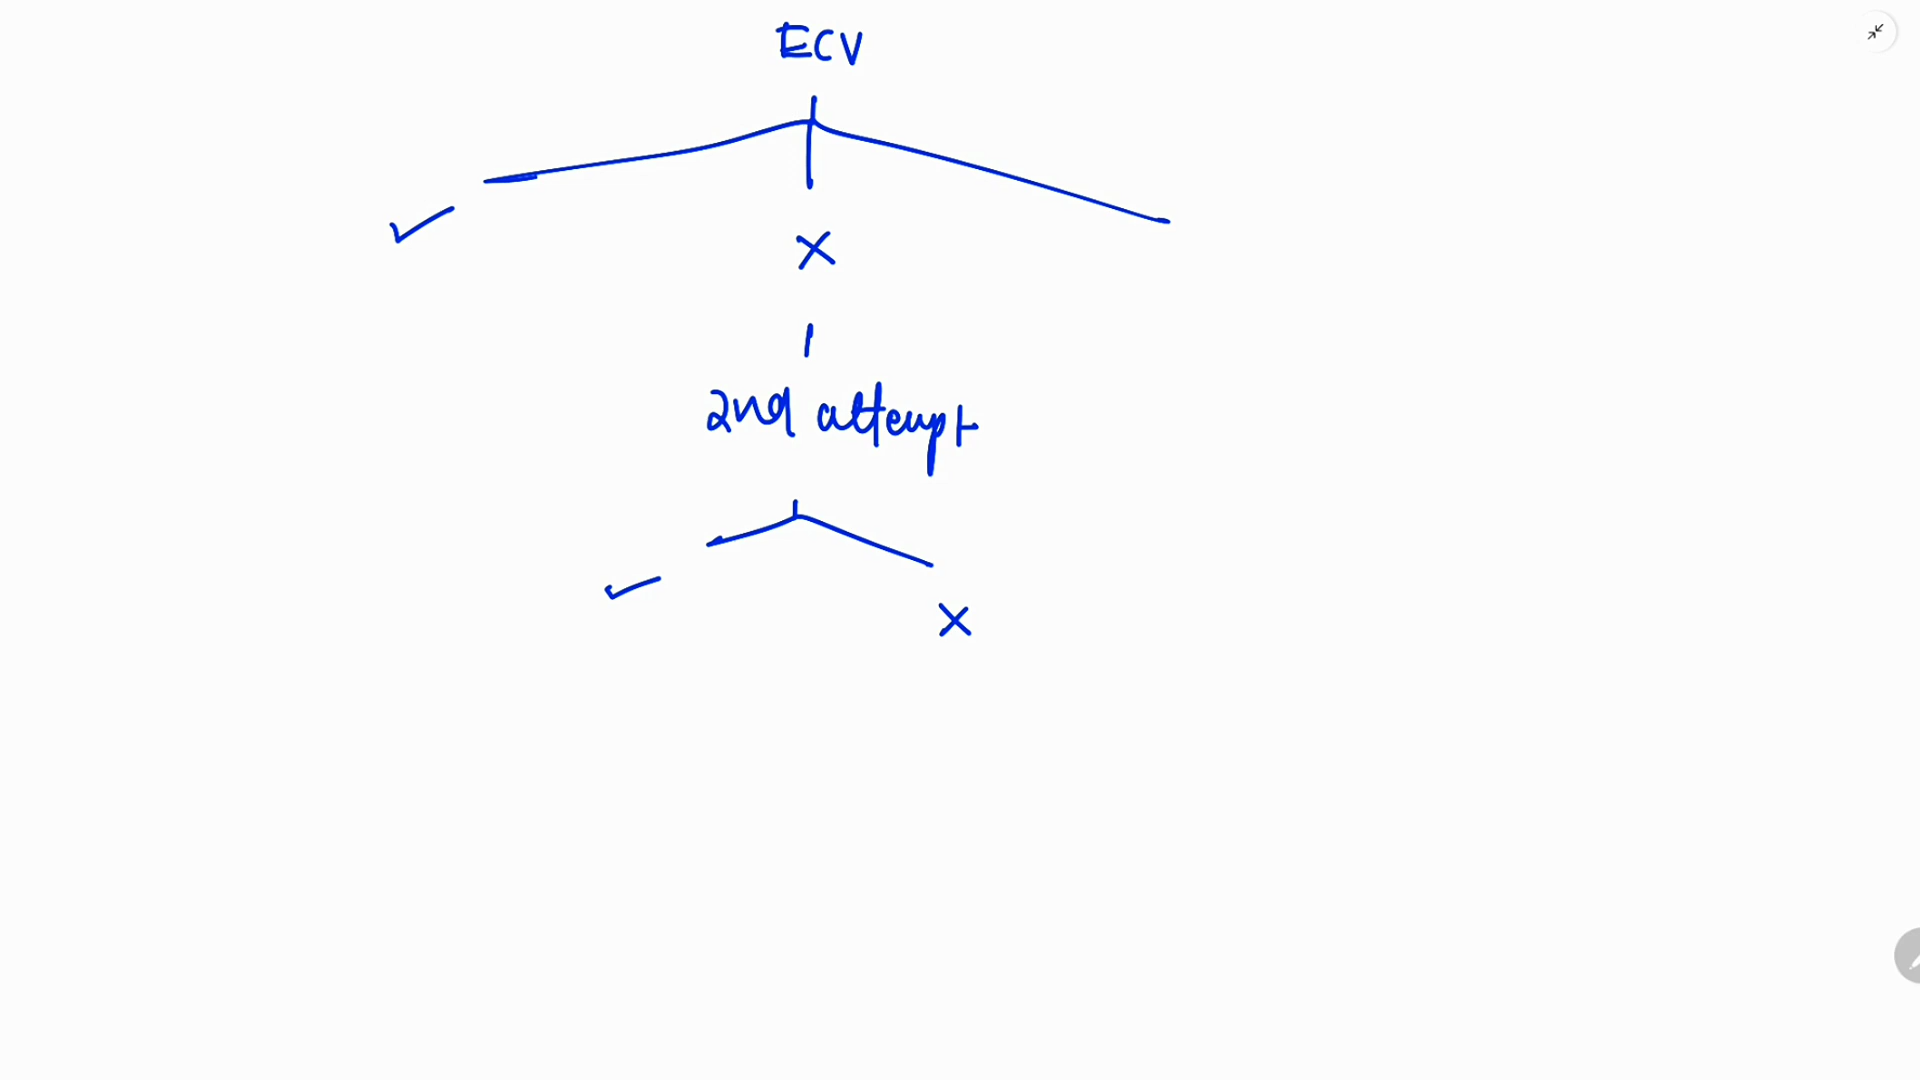 ECV
✓
X
2nd attempt
✓
X